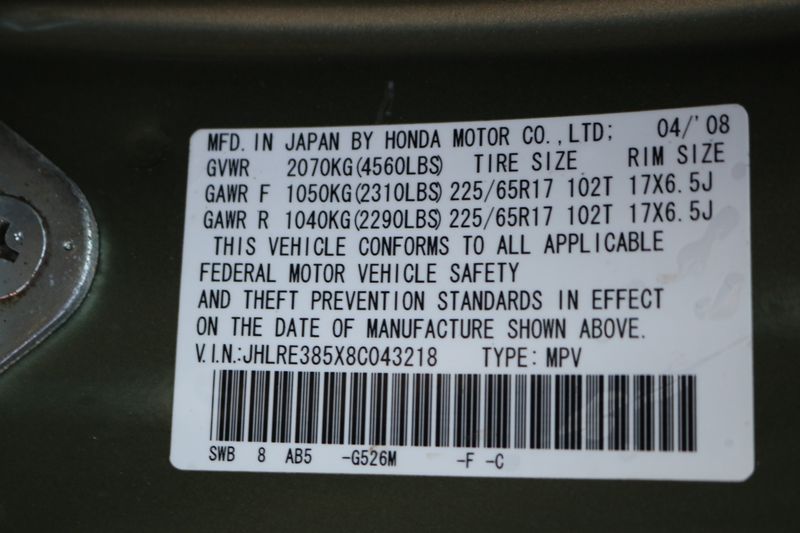 MFD. IN JAPAN BY HONDA MOTOR CO., LTD; 04/'08
GVWR 2070KG(4560LBS) TIRE SIZE RIM SIZE
GAWR F 1050KG(2310LBS) 225/65R17 102T 17X6.5J
GAWR R 1040KG(2290LBS) 225/65R17 102T 17X6.5J
THIS VEHICLE CONFORMS TO ALL APPLICABLE
FEDERAL MOTOR VEHICLE SAFETY
AND THEFT PREVENTION STANDARDS IN EFFECT
ON THE DATE OF MANUFACTURE SHOWN ABOVE.
V.I.N:JHLRE385X8C043218 TYPE: MPV
SWB 8 AB5 -G526M -F -C